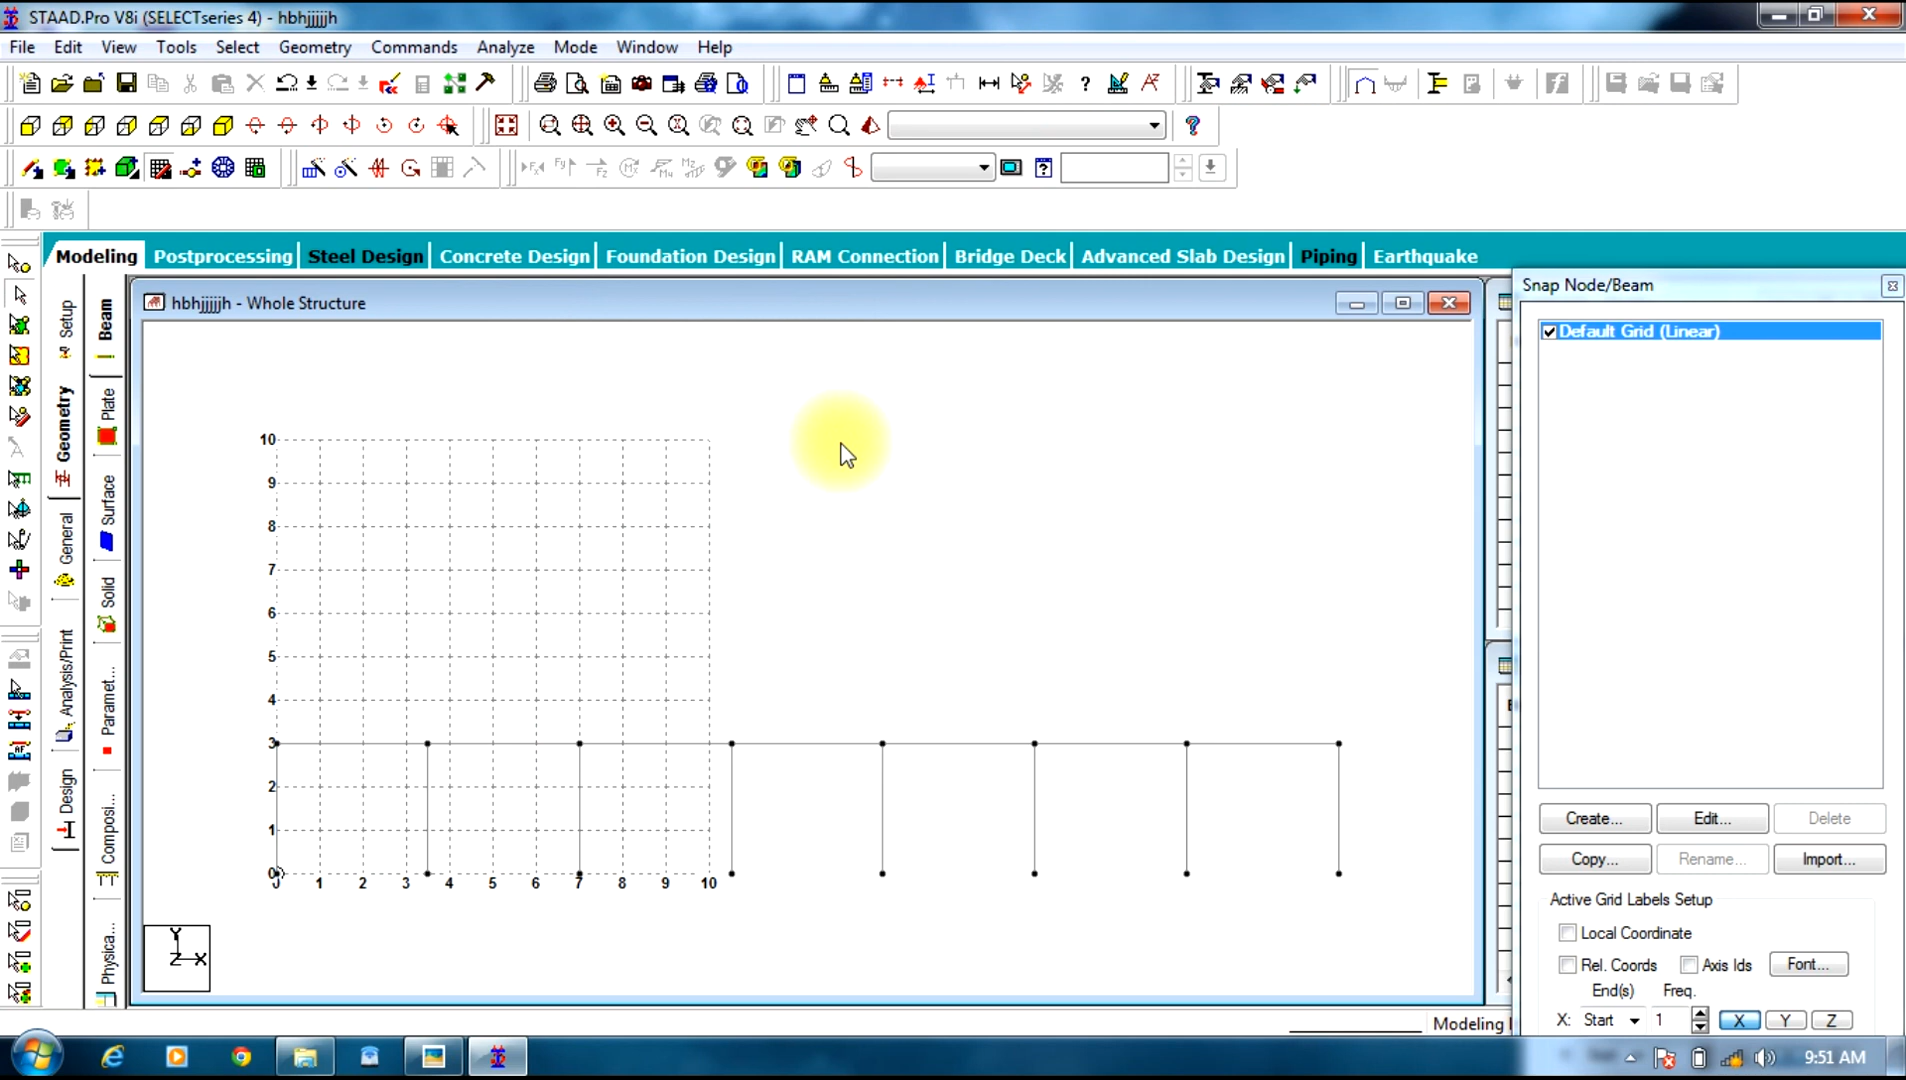 STAAD.Pro V8i (SELECTseries 4) - hbhjjjjjh
File Edit View Tools Select Geometry Commands Analyze Mode Window Help
Modeling Postprocessing Steel Design Concrete Design Foundation Design RAM Connection Bridge Deck Advanced Slab Design Piping Earthquake
Setup
Geometry
General
Analysis/Print
Design
Beam
Plate
Surface
Solid
Paramet...
Composi...
Physica...
hbhjjjjjh - Whole Structure
10
9
8
7
6
5
4
3
2
1
0
0 1 2 3 4 5 6 7 8 9 10
Y
Z X
Snap Node/Beam
Default Grid (Linear)
Create... Edit... Delete
Copy... Rename... Import...
Active Grid Labels Setup
Local Coordinate
Rel. Coords Axis Ids Font...
End(s) Freq.
X: Start 1 X Y Z
Modeling
9:51 AM